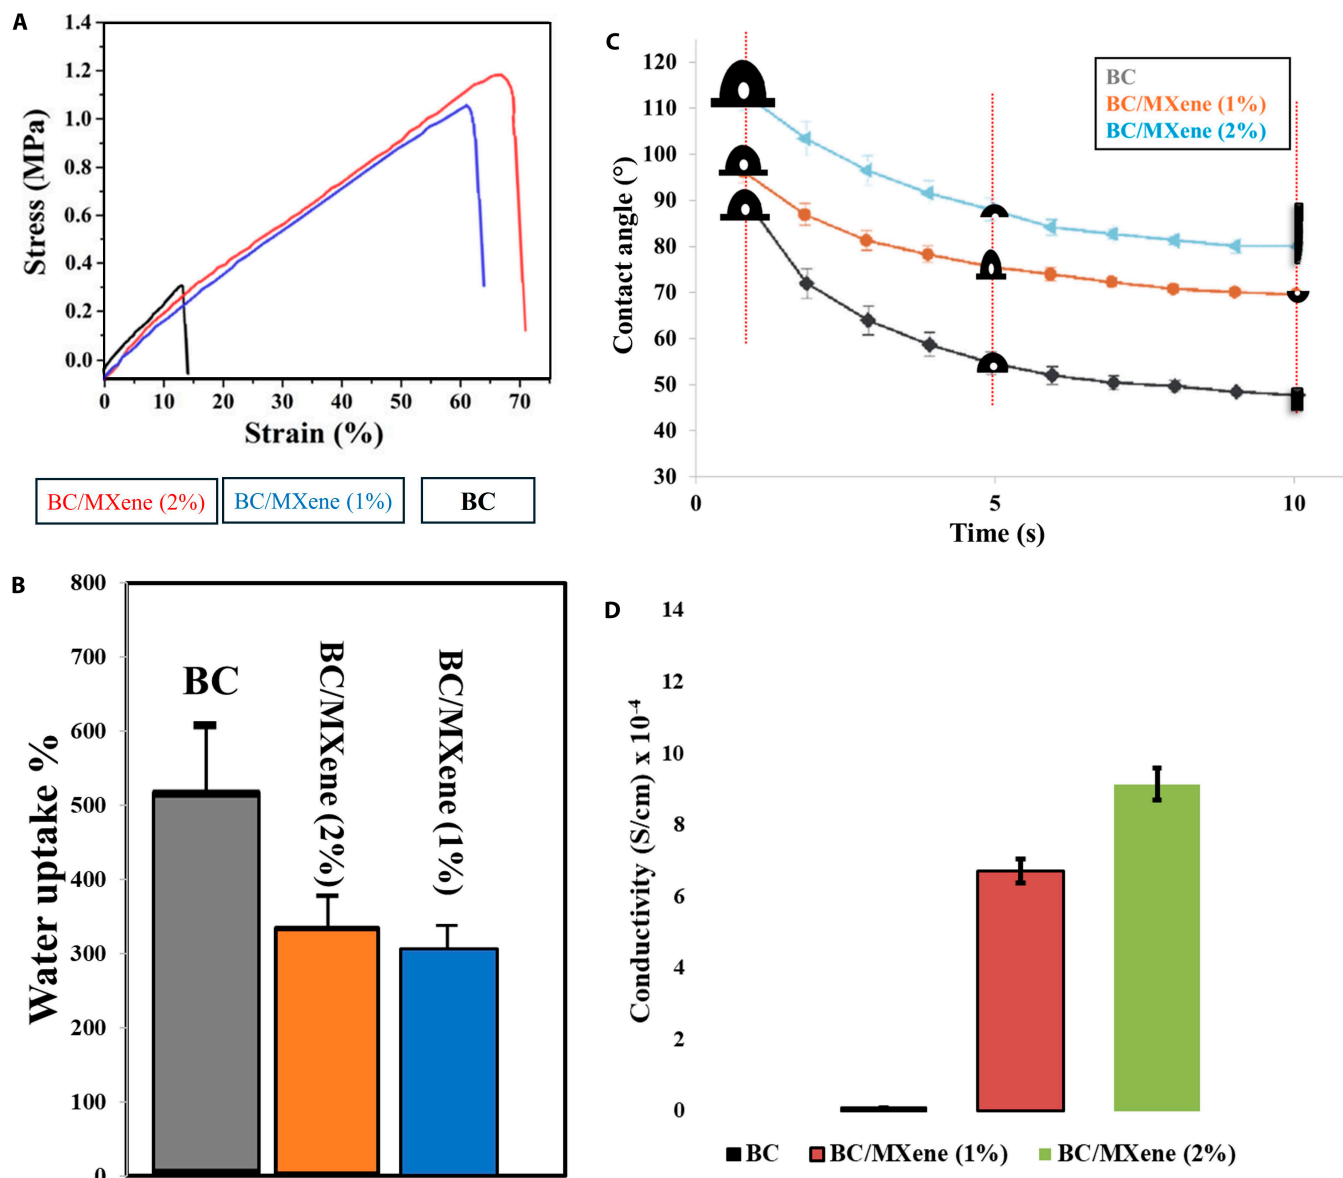 A
1.4
1.2
1.0
0.8
0.6
0.4
0.2
0.0
Stress (MPa)
0 10 20 30 40 50 60 70
Strain (%)
BC/MXene (2%) BC/MXene (1%) BC
C
120
110
100
90
80
70
60
50
40
30
Contact angle (°)
BC
BC/MXene (1%)
BC/MXene (2%)
0 5 10
Time (s)
B
800
700
600
500
400
300
200
100
0
Water uptake %
BC
BC/MXene (2%)
BC/MXene (1%)
D
14
12
10
8
6
4
2
0
Conductivity (S/cm) x 10⁻⁴
BC BC/MXene (1%) BC/MXene (2%)